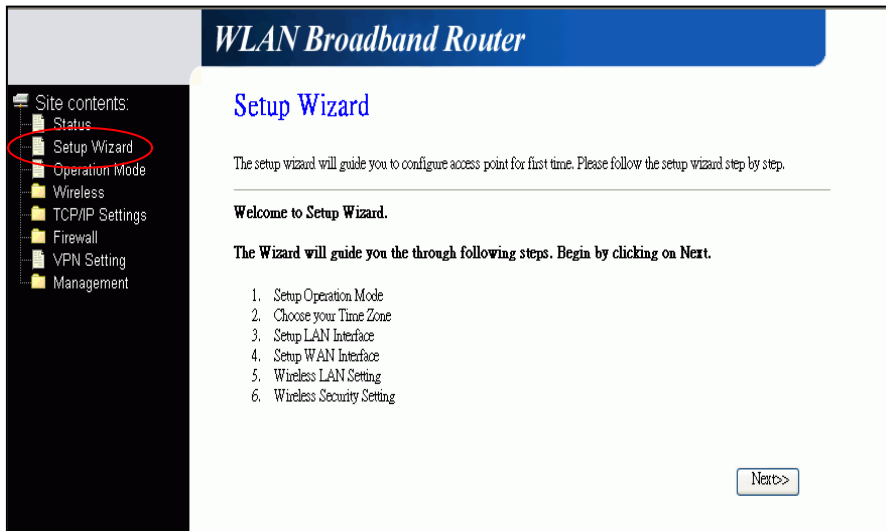 WLAN Broadband Router
Site contents:
Status
Setup Wizard
Operation Mode
Wireless
TCP/IP Settings
Firewall
VPN Setting
Management
Setup Wizard
The setup wizard will guide you to configure access point for first time. Please follow the setup wizard step by step.
Welcome to Setup Wizard.
The Wizard will guide you the through following steps. Begin by clicking on Next.
1. Setup Operation Mode
2. Choose your Time Zone
3. Setup LAN Interface
4. Setup WAN Interface
5. Wireless LAN Setting
6. Wireless Security Setting
Next>>